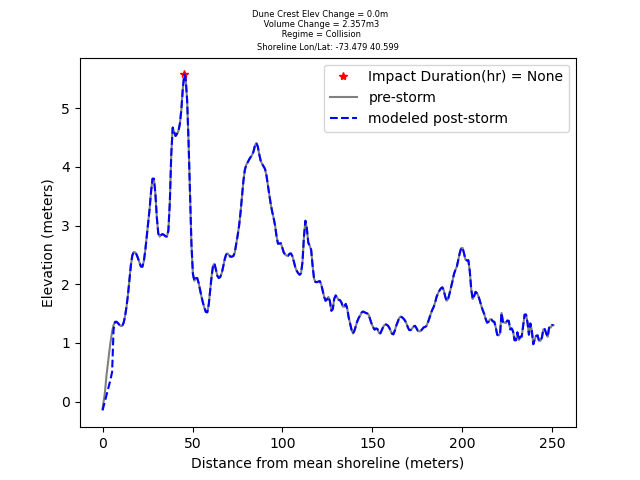 Dune Crest Elev Change = 0.0m
Volume Change = 2.357m3
Regime = Collision
Shoreline Lon/Lat: -73.479 40.599
Impact Duration(hr) = None
pre-storm
modeled post-storm
Elevation (meters)
5
4
3
2
1
0
0 50 100 150 200 250
Distance from mean shoreline (meters)